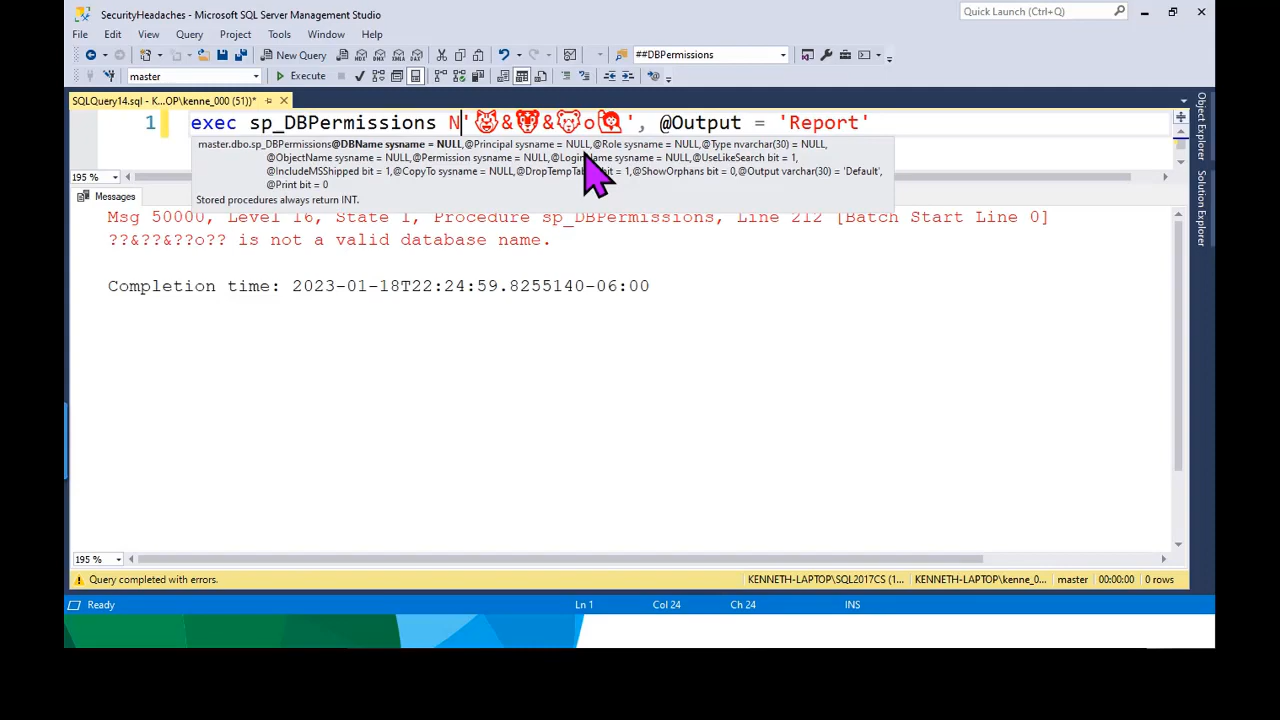 SecurityHeadaches - Microsoft SQL Server Management Studio
Quick Launch (Ctrl+Q)
File Edit View Query Project Tools Window Help
New Query
##DBPermissions
master
Execute
SQLQuery14.sql - K...OP\kenne_000 (51))*
1 exec sp_DBPermissions N'😺&🐯&🐻o🙋', @Output = 'Report'
master.dbo.sp_DBPermissions@DBName sysname = NULL,@Principal sysname = NULL,@Role sysname = NULL,@Type nvarchar(30) = NULL,
@ObjectName sysname = NULL,@Permission sysname = NULL,@LoginName sysname = NULL,@UseLikeSearch bit = 1,
@IncludeMSShipped bit = 1,@CopyTo sysname = NULL,@DropTempTab bit = 1,@ShowOrphans bit = 0,@Output varchar(30) = 'Default',
@Print bit = 0
Stored procedures always return INT.
195 %
Messages
Msg 50000, Level 16, State 1, Procedure sp_DBPermissions, Line 212 [Batch Start Line 0]
??&??&??o?? is not a valid database name.
Completion time: 2023-01-18T22:24:59.8255140-06:00
195 %
Query completed with errors.
KENNETH-LAPTOP\SQL2017CS (1... KENNETH-LAPTOP\kenne_0... master 00:00:00 0 rows
Ready Ln 1 Col 24 Ch 24 INS
Object Explorer
Solution Explorer